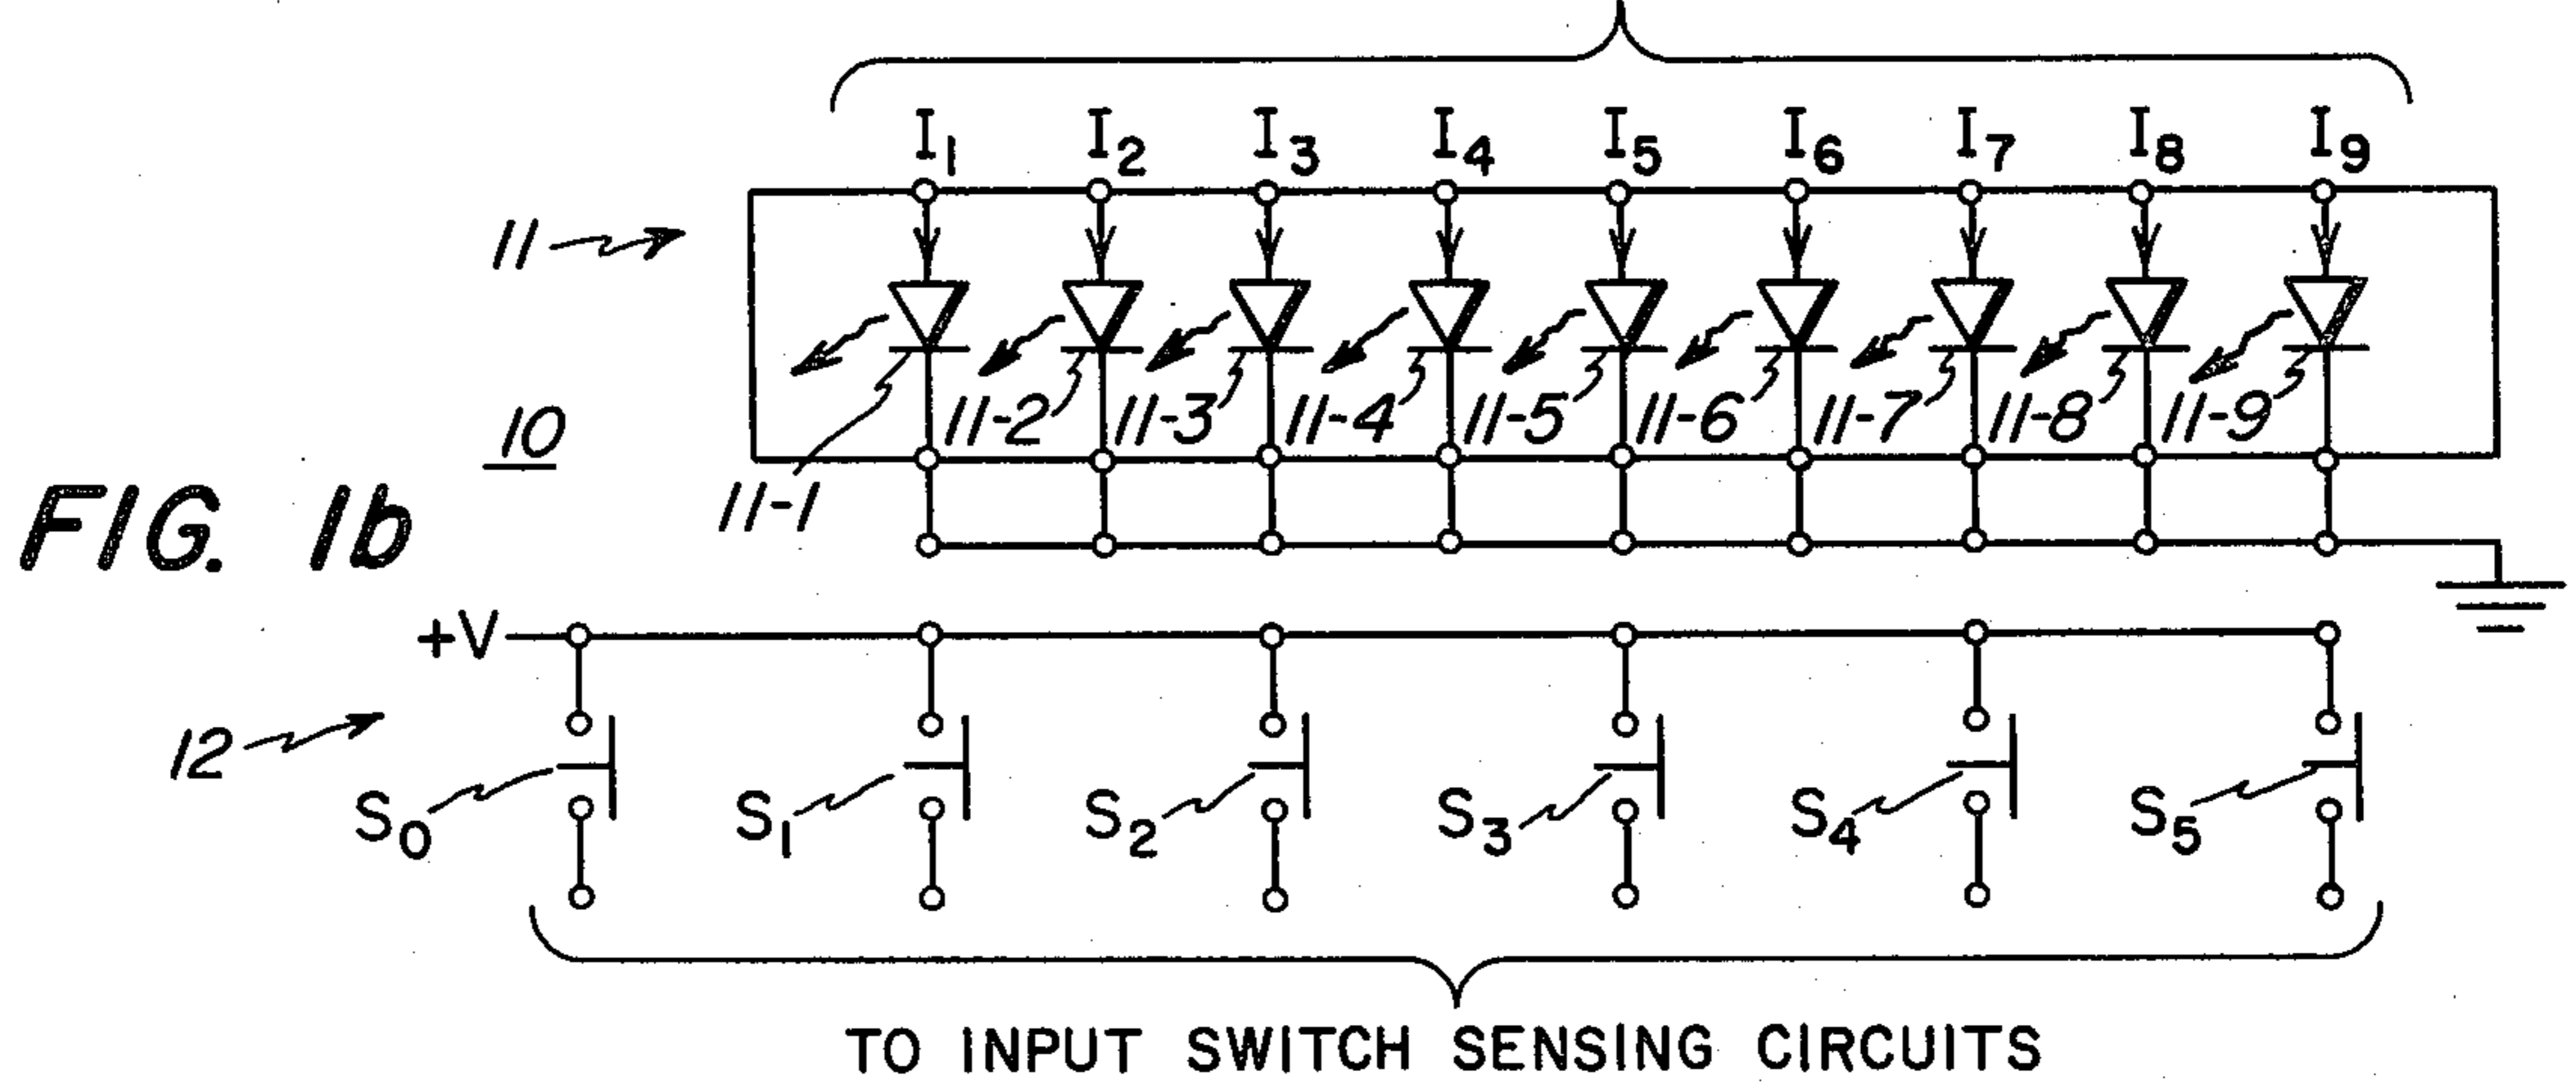 I1 I2 I3 I4 I5 I6 I7 I8 I9
11
11-2 11-3 11-4 11-5 11-6 11-7 11-8 11-9
10
11-1
FIG. 1b
+V
12
S0 S1 S2 S3 S4 S5
TO INPUT SWITCH SENSING CIRCUITS